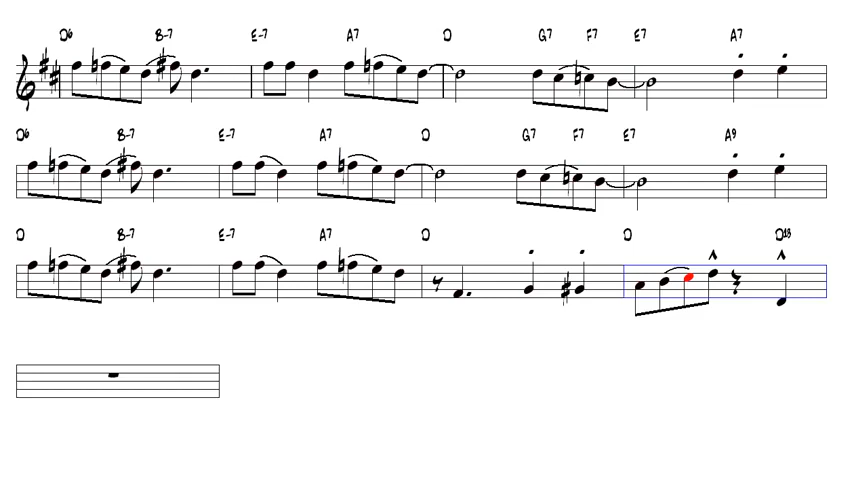 D6 B-7 E-7 A7 D G7 F7 E7 A7
D6 B-7 E-7 A7 D G7 F7 E7 A9
D B-7 E-7 A7 D D D13